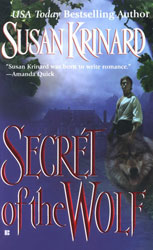 USA Today Bestselling Author
SUSAN KRINARD
"Susan Krinard was born to write romance."
—Amanda Quick
SECRET
OF THE WOLF